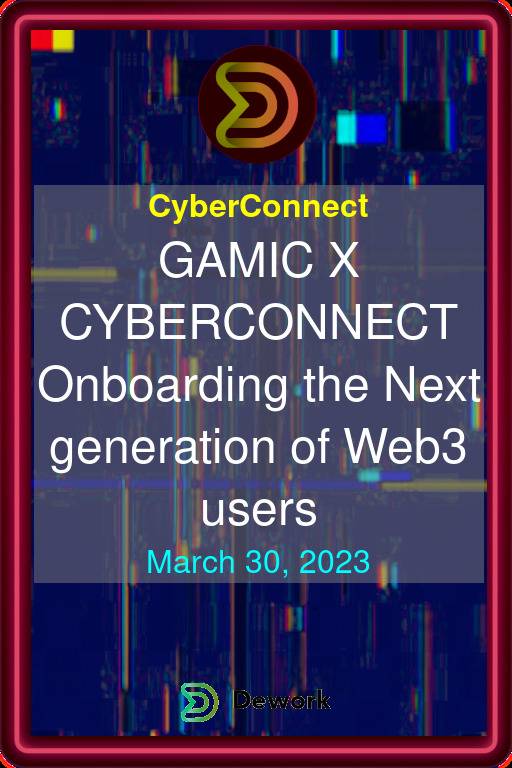 CyberConnect
GAMIC X
CYBERCONNECT
Onboarding the Next
generation of Web3
users
March 30, 2023
Dework